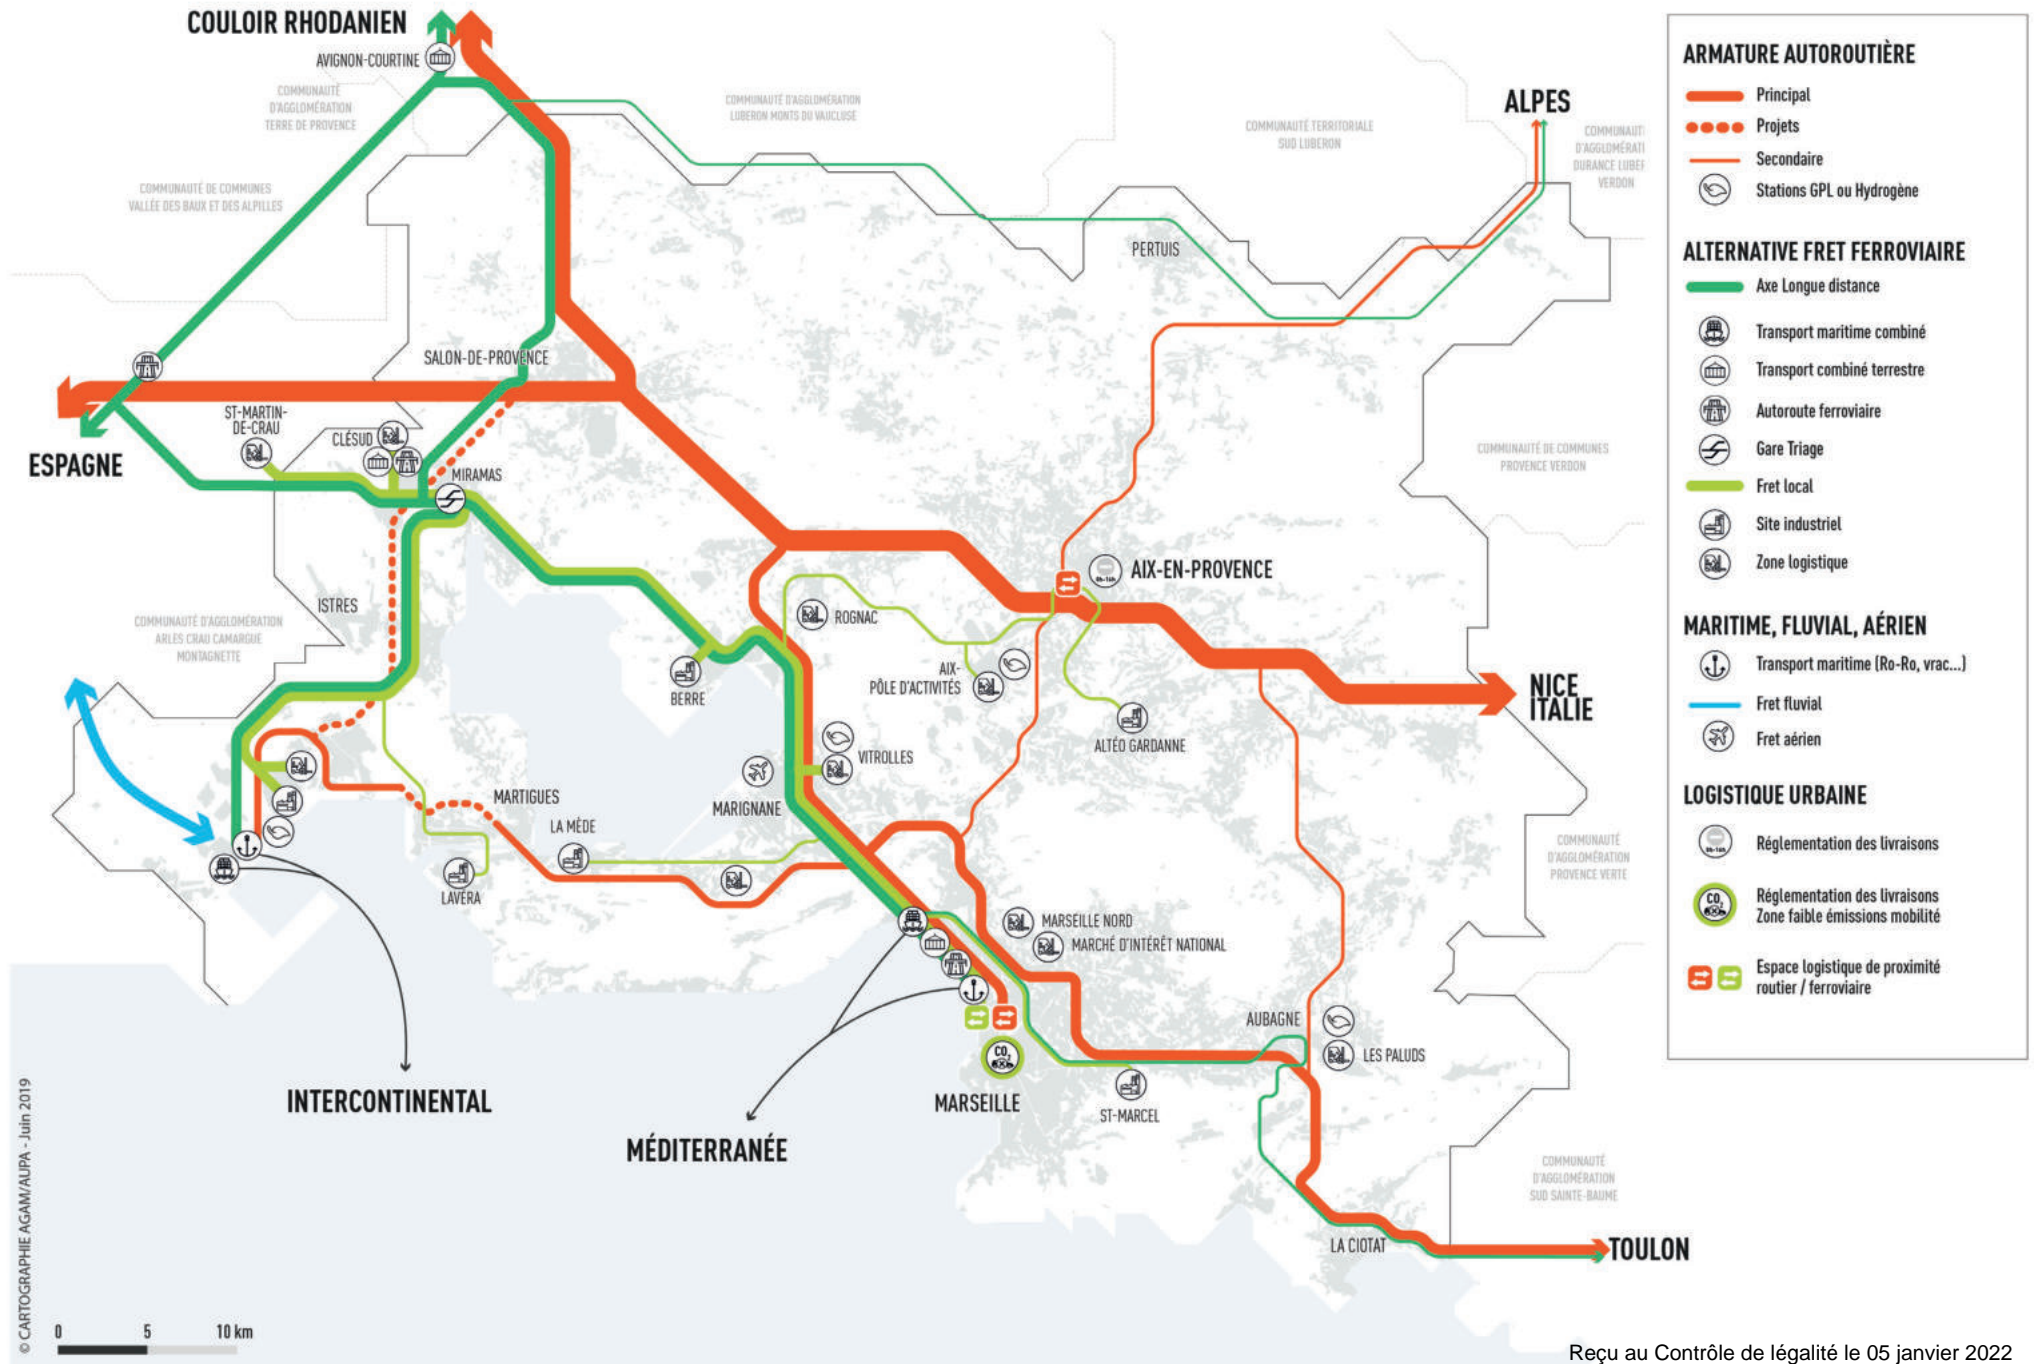 COULOIR RHODANIEN
AVIGNON-COURTINE
COMMUNAUTÉ
D'AGGLOMÉRATION
TERRE DE PROVENCE
COMMUNAUTÉ D'AGGLOMÉRATION
LUBERON MONTS DU VAUCLUSE
COMMUNAUTÉ TERRITORIALE
SUD LUBERON
ALPES
D'AGGLOMÉRATI
VERDON
COMMUNAUTÉ DE COMMUNES
VALLÉE DES BAUX ET DES ALPILLES
PERTUIS
SALON-DE-PROVENCE
ST-MARTIN-
DE-CRAU
CLÉSUD
ESPAGNE
MIRAMAS
COMMUNAUTÉ DE COMMUNES
PROVENCE VERDON
AIX-EN-PROVENCE
ISTRES
ROGNAC
COMMUNAUTÉ D'AGGLOMÉRATION
ARLES CRAU CAMARGUE
MONTAGNETTE
AIX-
PÔLE D'ACTIVITÉS
BERRE
NICE
ITALIE
ALTÉO GARDANNE
VITROLLES
MARTIGUES
MARIGNANE
LA MÈDE
LAVÉRA
COMMUNAUTÉ
D'AGGLOMÉRATION
PROVENCE VERTE
MARSEILLE NORD
MARCHÉ D'INTÉRÊT NATIONAL
AUBAGNE
LES PALUDS
CO₂
INTERCONTINENTAL
MARSEILLE
ST-MARCEL
MÉDITERRANÉE
COMMUNAUTÉ
D'AGGLOMÉRATION
SUD SAINTE-BAUME
LA CIOTAT
TOULON
© CARTOGRAPHIE AGAM/AUPA - Juin 2019
0 5 10 km
ARMATURE AUTOROUTIÈRE
Principal
Projets
Secondaire
Stations GPL ou Hydrogène
ALTERNATIVE FRET FERROVIAIRE
Axe Longue distance
Transport maritime combiné
Transport combiné terrestre
Autoroute ferroviaire
Gare Triage
Fret local
Site industriel
Zone logistique
MARITIME, FLUVIAL, AÉRIEN
Transport maritime (Ro-Ro, vrac...)
Fret fluvial
Fret aérien
LOGISTIQUE URBAINE
Réglementation des livraisons
CO₂
Réglementation des livraisons
Zone faible émissions mobilité
Espace logistique de proximité
routier / ferroviaire
Reçu au Contrôle de légalité le 05 janvier 2022